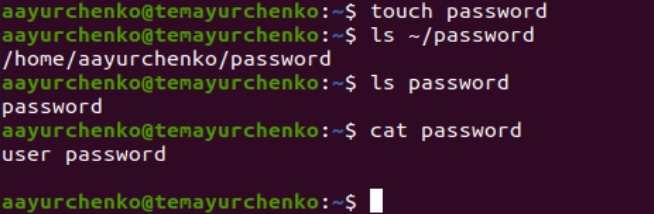 aayurchenko@temayurchenko:~$ touch password
aayurchenko@temayurchenko:~$ ls ~/password
/home/aayurchenko/password
aayurchenko@temayurchenko:~$ ls password
password
aayurchenko@temayurchenko:~$ cat password
user password
aayurchenko@temayurchenko:~$